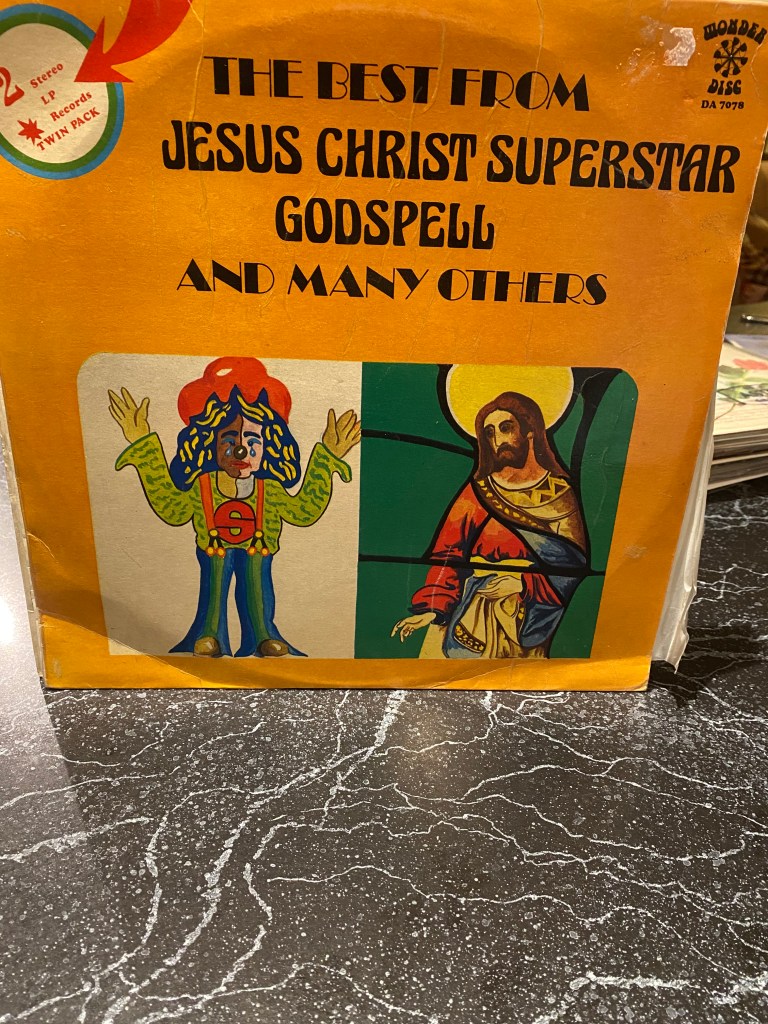 2 Stereo
LP
Records
TWIN PACK
THE BEST FROM
JESUS CHRIST SUPERSTAR
GODSPELL
AND MANY OTHERS
WONDER
DISC
DA 7078
S